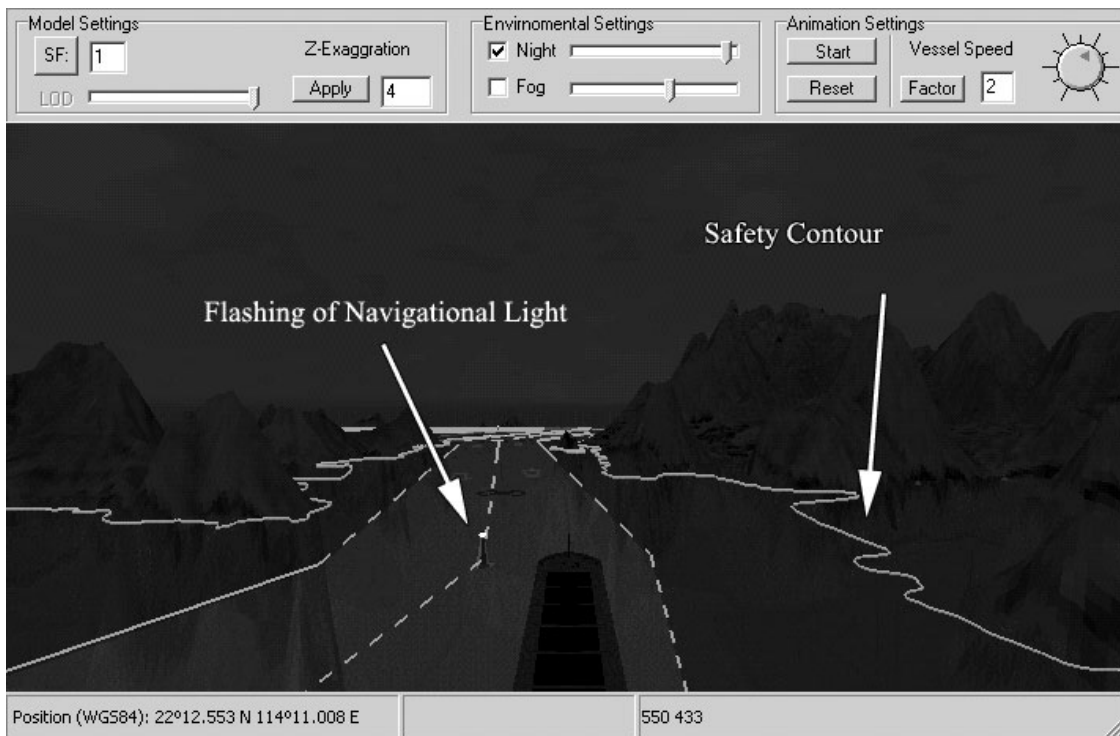 Model Settings
SF: 1
Z-Exaggration
LOD
Apply 4
Envirnomental Settings
Night
Fog
Animation Settings
Start
Vessel Speed
Reset
Factor 2
Safety Contour
Flashing of Navigational Light
Position (WGS84): 22º12.553 N 114º11.008 E
550 433